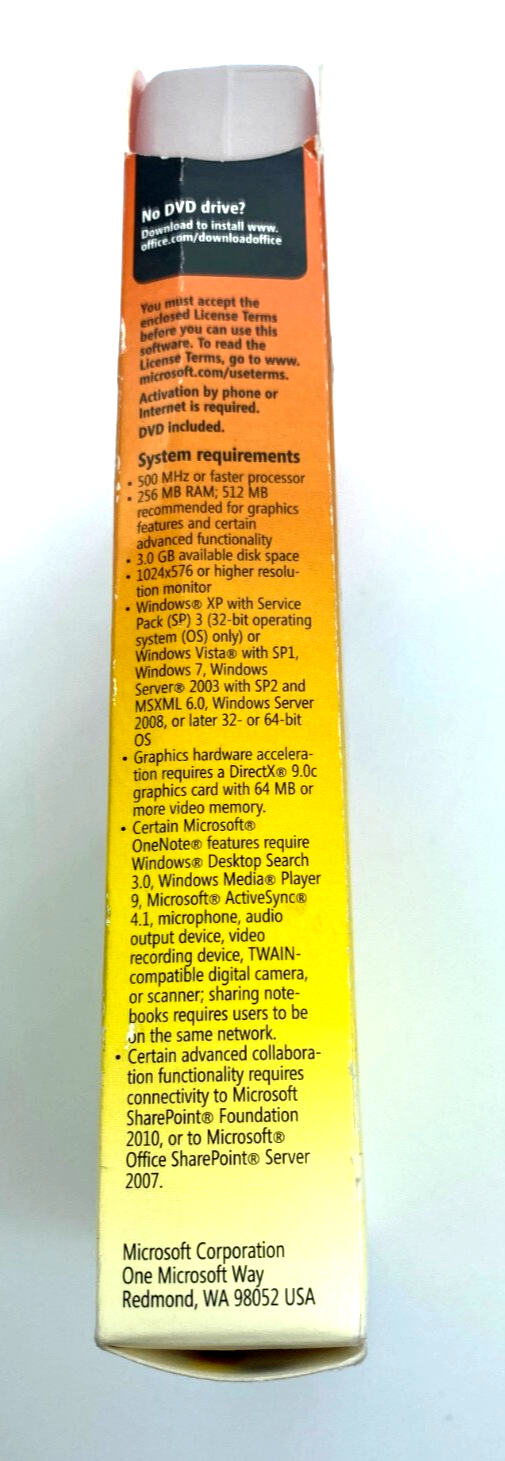 No DVD drive?
Download to install www.
office.com/downloadoffice
You must accept the
enclosed License Terms
before you can use this
software. To read the
License Terms, go to www.
microsoft.com/useterms.
Activation by phone or
Internet is required.
DVD included.
System requirements
• 500 MHz or faster processor
• 256 MB RAM; 512 MB
recommended for graphics
features and certain
advanced functionality
• 3.0 GB available disk space
• 1024x576 or higher resolu-
tion monitor
• Windows® XP with Service
Pack (SP) 3 (32-bit operating
system (OS) only) or
Windows Vista® with SP1,
Windows 7, Windows
Server® 2003 with SP2 and
MSXML 6.0, Windows Server
2008, or later 32- or 64-bit
OS
• Graphics hardware accelera-
tion requires a DirectX® 9.0c
graphics card with 64 MB or
more video memory.
• Certain Microsoft®
OneNote® features require
Windows® Desktop Search
3.0, Windows Media® Player
9, Microsoft® ActiveSync®
4.1, microphone, audio
output device, video
recording device, TWAIN-
compatible digital camera,
or scanner; sharing note-
books requires users to be
on the same network.
• Certain advanced collabora-
tion functionality requires
connectivity to Microsoft
SharePoint® Foundation
2010, or to Microsoft®
Office SharePoint® Server
2007.
Microsoft Corporation
One Microsoft Way
Redmond, WA 98052 USA